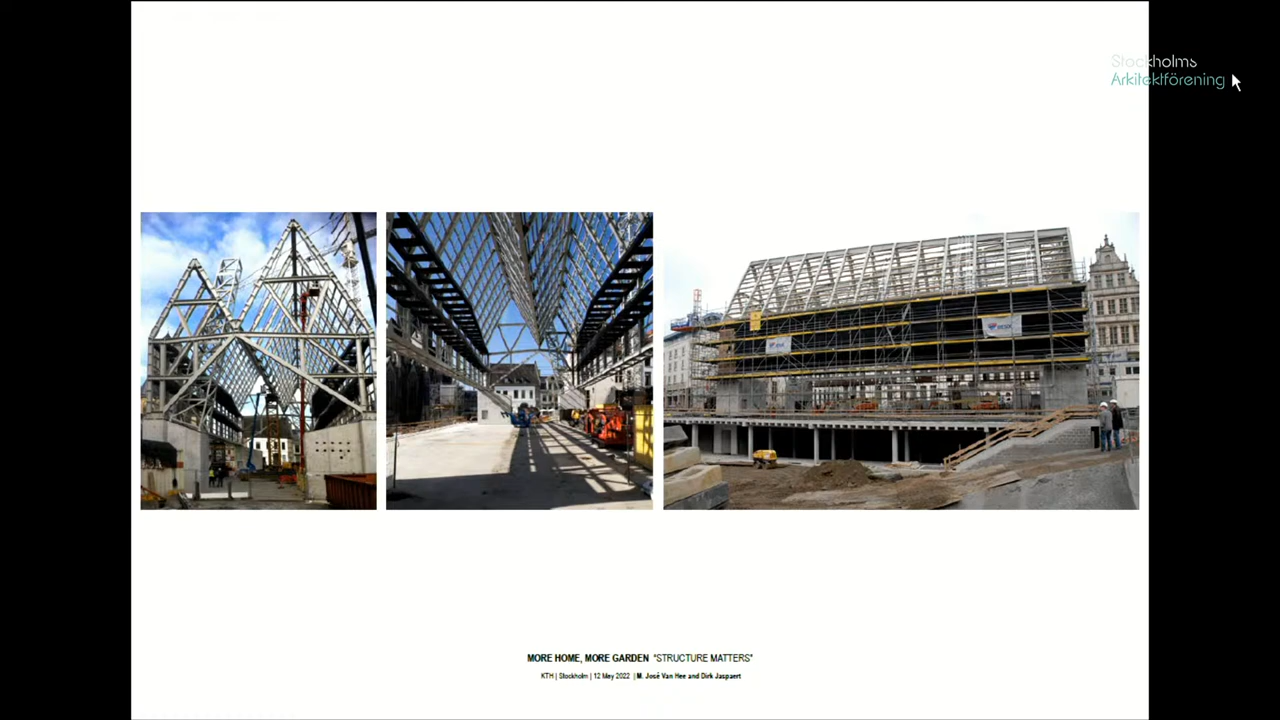 Stockholms
Arkitektförening
MORE HOME, MORE GARDEN "STRUCTURE MATTERS"
KTH | Stockholm | 12 May 2022 | M. José Van Hee and Dirk Jaspaert